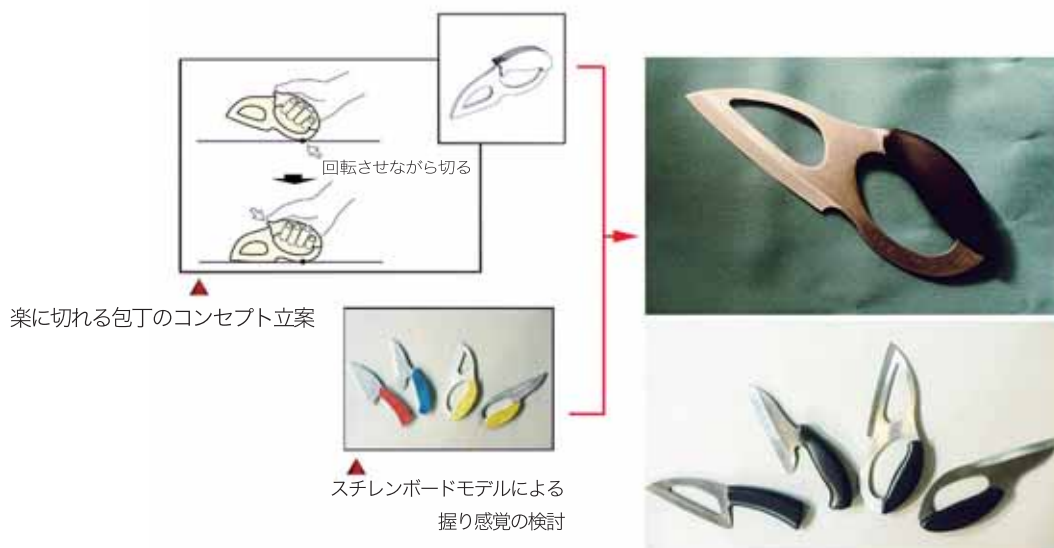 回転させながら切る
楽に切れる包丁のコンセプト立案
スチレンボードモデルによる
握り感覚の検討